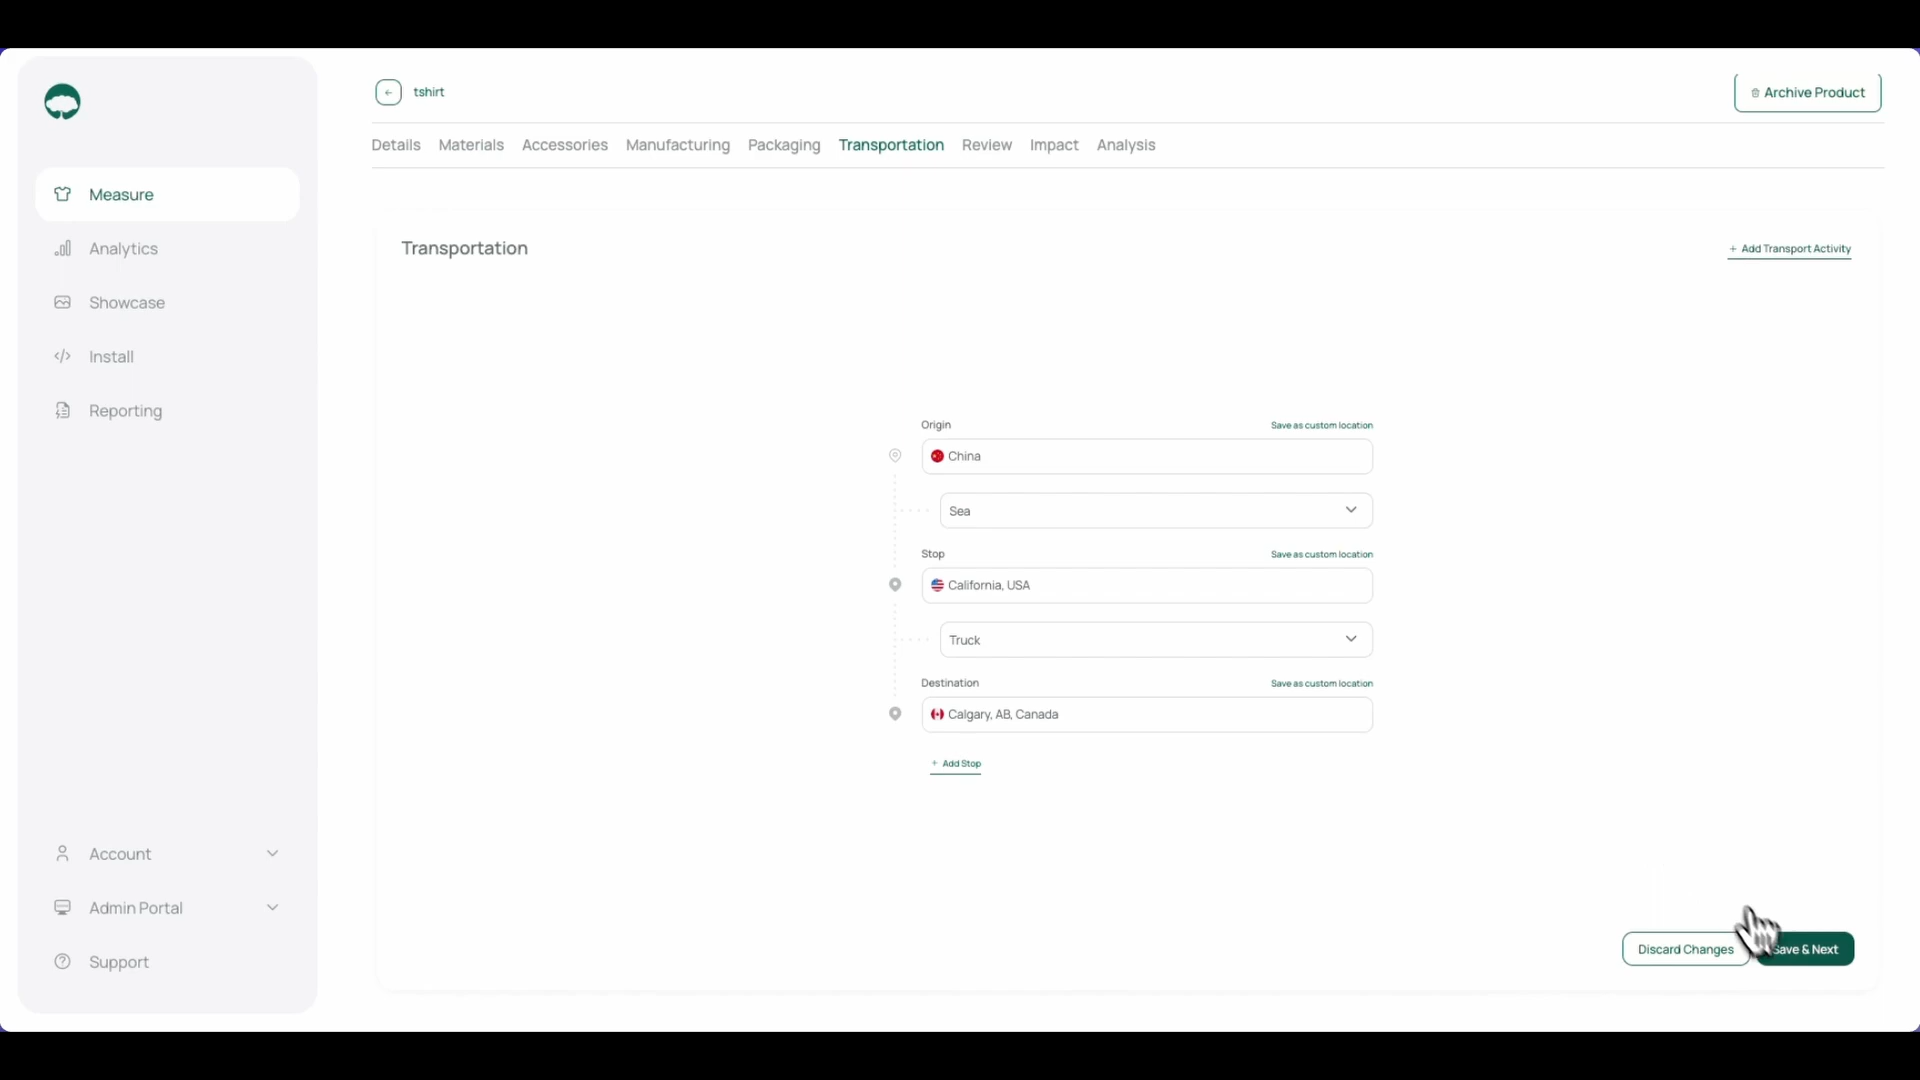 tshirt
Archive Product
Details Materials Accessories Manufacturing Packaging Transportation Review Impact Analysis
Measure
Analytics
Showcase
Install
Reporting
Account
Admin Portal
Support
Transportation
+ Add Transport Activity
Origin
Save as custom location
China
Sea
Stop
Save as custom location
California, USA
Truck
Destination
Save as custom location
Calgary, AB, Canada
+ Add Stop
Discard Changes
Save & Next